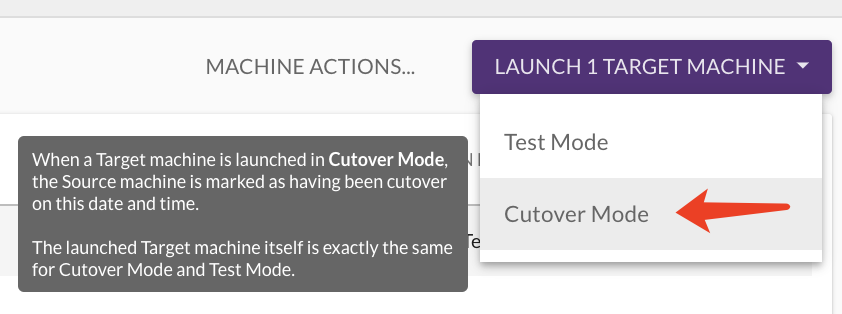 MACHINE ACTIONS...
LAUNCH 1 TARGET MACHINE
Test Mode
Cutover Mode
When a Target machine is launched in Cutover Mode,
the Source machine is marked as having been cutover
on this date and time.
The launched Target machine itself is exactly the same
for Cutover Mode and Test Mode.